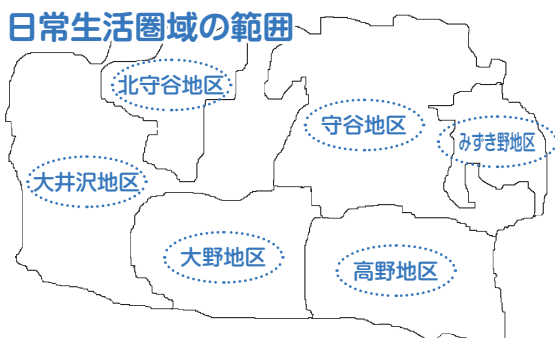 日常生活圏域の範囲
北守谷地区
守谷地区
みずき野地区
大井沢地区
大野地区
高野地区